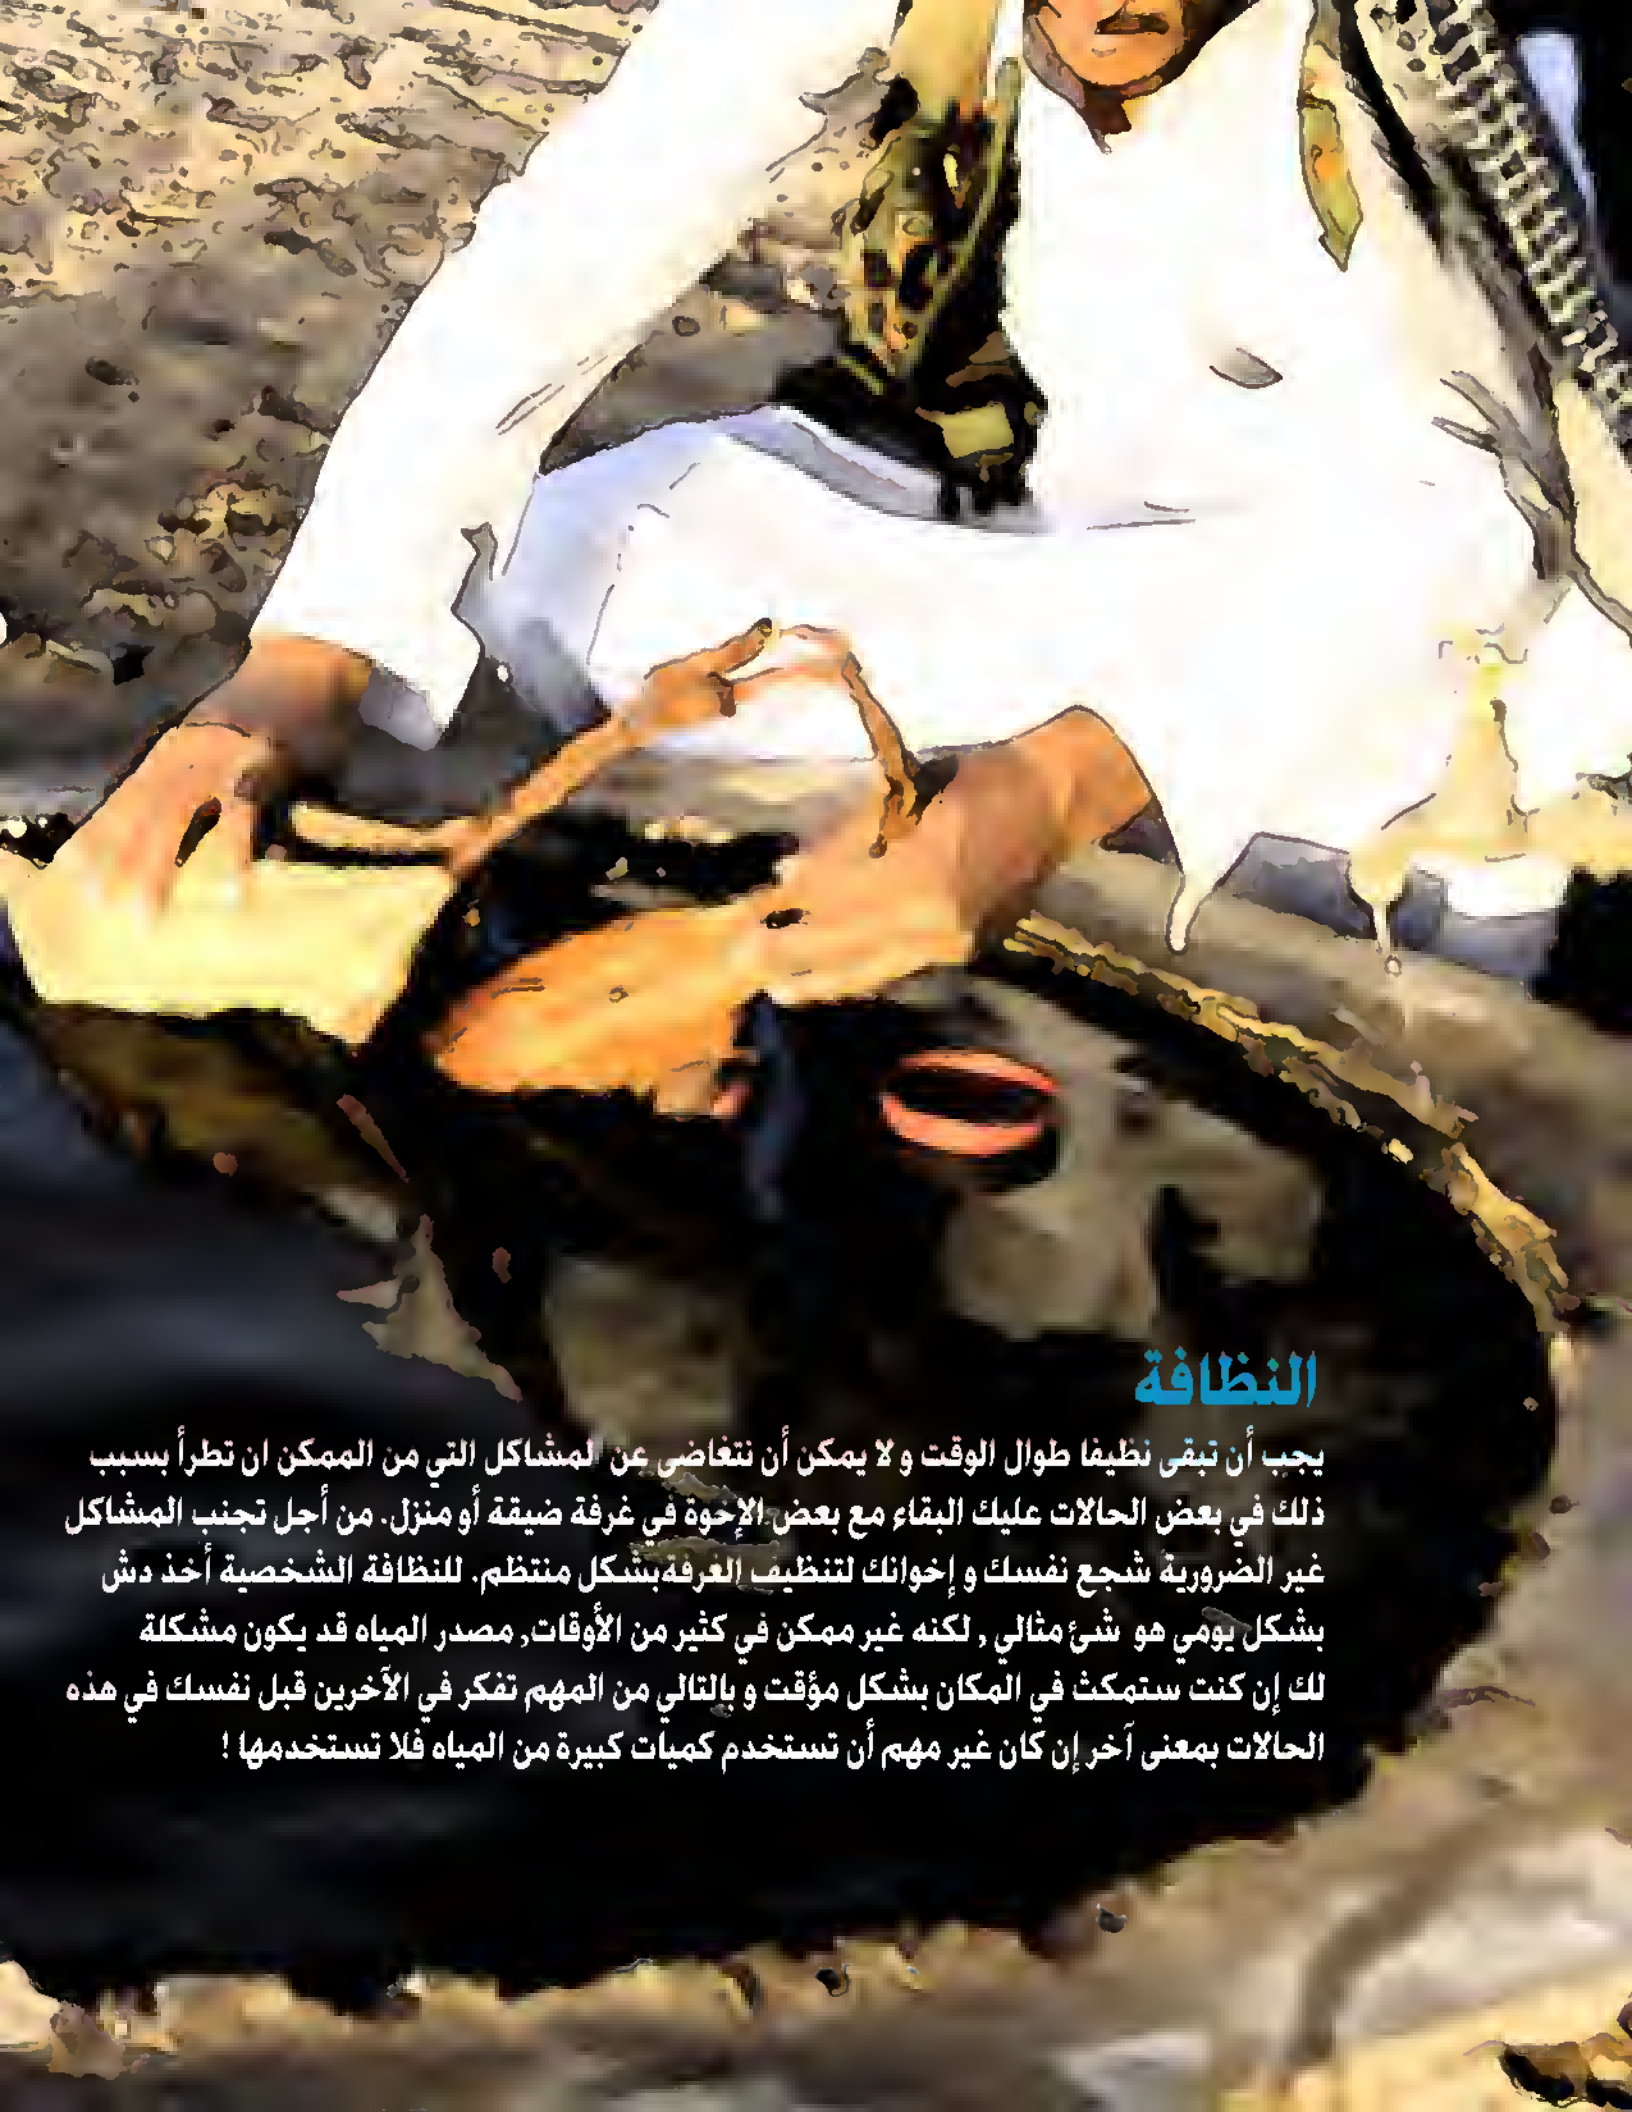 النظافة
يجب أن تبقى نظيفا طوال الوقت و لا يمكن أن نتغاضى عن المشاكل التي من الممكن ان تطرأ بسبب
ذلك في بعض الحالات عليك البقاء مع بعض الإخوة في غرفة ضيقة أو منزل. من أجل تجنب المشاكل
غير الضرورية شجع نفسك و إخوانك لتنظيف الغرفة بشكل منتظم. للنظافة الشخصية أخذ دش
بشكل يومي هو شئ مثالي , لكنه غير ممكن في كثير من الأوقات, مصدر المياه قد يكون مشكلة
لك إن كنت ستمكث في المكان بشكل مؤقت و بالتالي من المهم تفكر في الآخرين قبل نفسك في هذه
الحالات بمعنى آخر إن كان غير مهم أن تستخدم كميات كبيرة من المياه فلا تستخدمها !